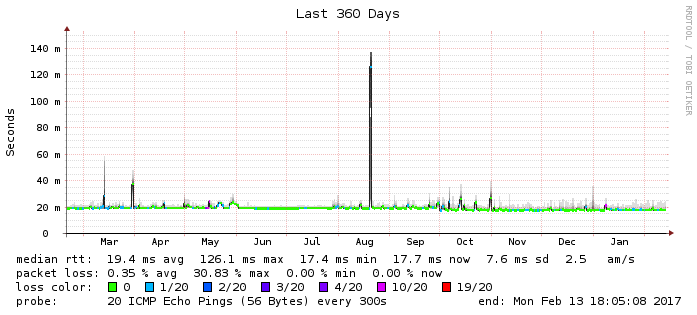 Last 360 Days
RRDTOOL / TOBI OETIKER
Seconds
140 m
120 m
100 m
80 m
60 m
40 m
20 m
0
Mar Apr May Jun Jul Aug Sep Oct Nov Dec Jan
median rtt: 19.4 ms avg 126.1 ms max 17.4 ms min 17.7 ms now 7.6 ms sd 2.5 am/s
packet loss: 0.35 % avg 30.83 % max 0.00 % min 0.00 % now
loss color: 0 1/20 2/20 3/20 4/20 10/20 19/20
probe: 20 ICMP Echo Pings (56 Bytes) every 300s end: Mon Feb 13 18:05:08 2017